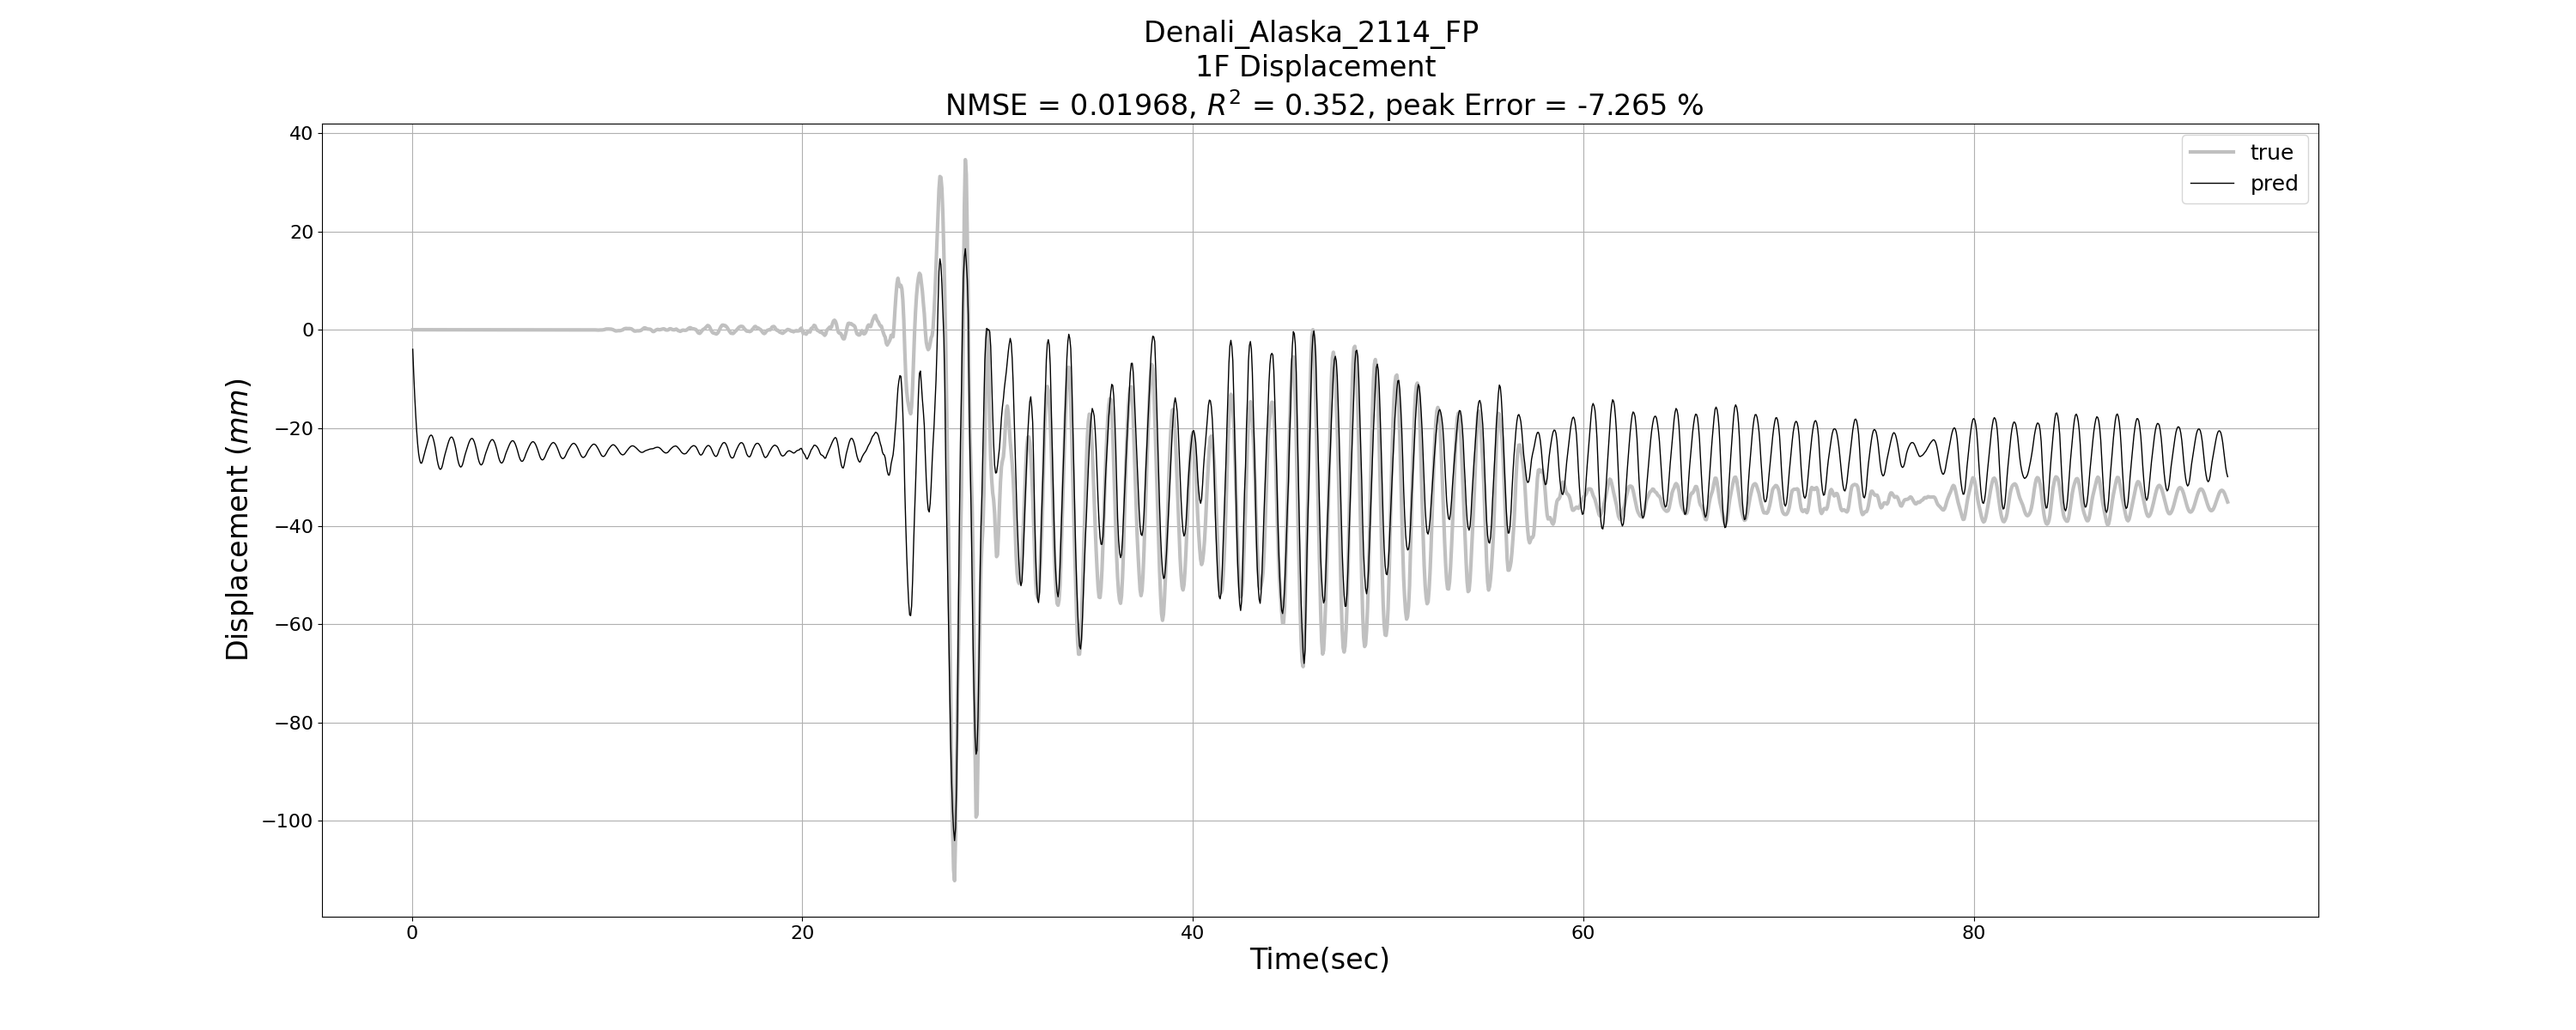 Denali_Alaska_2114_FP
1F Displacement
NMSE = 0.01968, R² = 0.352, peak Error = -7.265 %
40
20
0
−20
−40
−60
−80
−100
Displacement (mm)
true
pred
0 20 40 60 80
Time(sec)